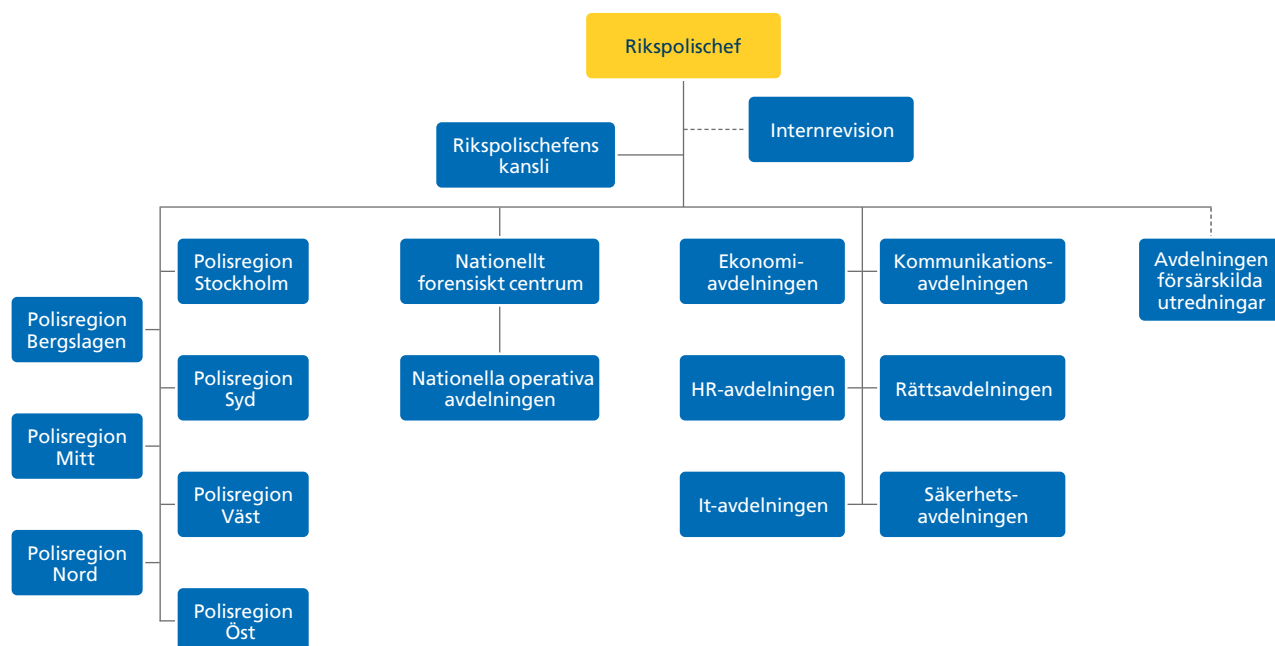 Rikspolischef
Internrevision
Rikspolischefens
kansli
Polisregion
Stockholm
Nationellt
forensiskt centrum
Ekonomi-
avdelningen
Kommunikations-
avdelningen
Avdelningen
försärskilda
utredningar
Polisregion
Bergslagen
Polisregion
Syd
Nationella operativa
avdelningen
HR-avdelningen
Rättsavdelningen
Polisregion
Mitt
Polisregion
Väst
It-avdelningen
Säkerhets-
avdelningen
Polisregion
Nord
Polisregion
Öst